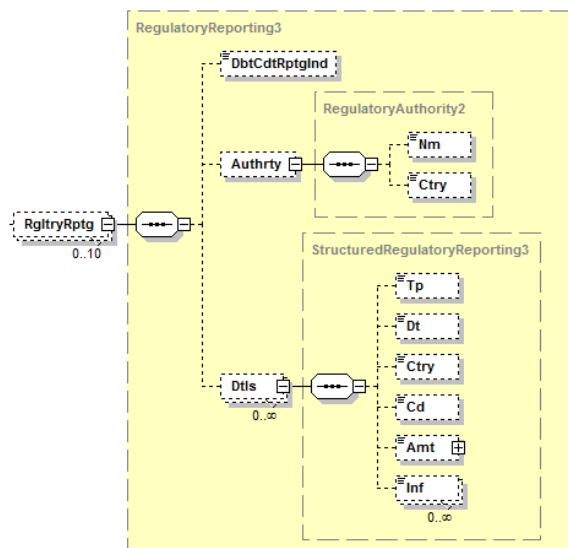 RegulatoryReporting3
DbtCdtRptgInd
RegulatoryAuthority2
Nm
Authrty
Ctry
RgltryRptg
0..10
StructuredRegulatoryReporting3
Tp
Dt
Ctry
Dtls
0..∞
Cd
Amt
Inf
0..∞